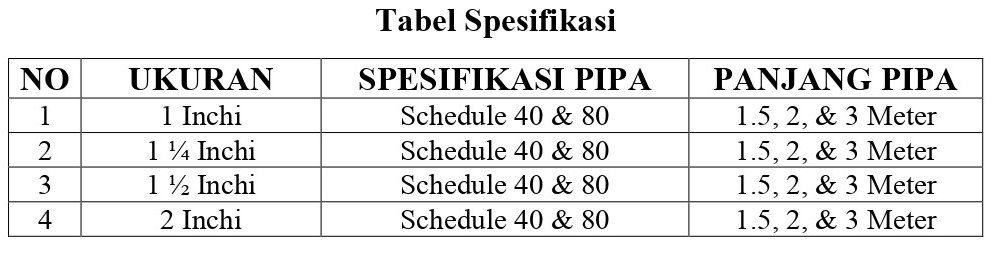 Tabel Spesifikasi
NO UKURAN SPESIFIKASI PIPA PANJANG PIPA
1 1 Inchi Schedule 40 & 80 1.5, 2, & 3 Meter
2 1 ¼ Inchi Schedule 40 & 80 1.5, 2, & 3 Meter
3 1 ½ Inchi Schedule 40 & 80 1.5, 2, & 3 Meter
4 2 Inchi Schedule 40 & 80 1.5, 2, & 3 Meter